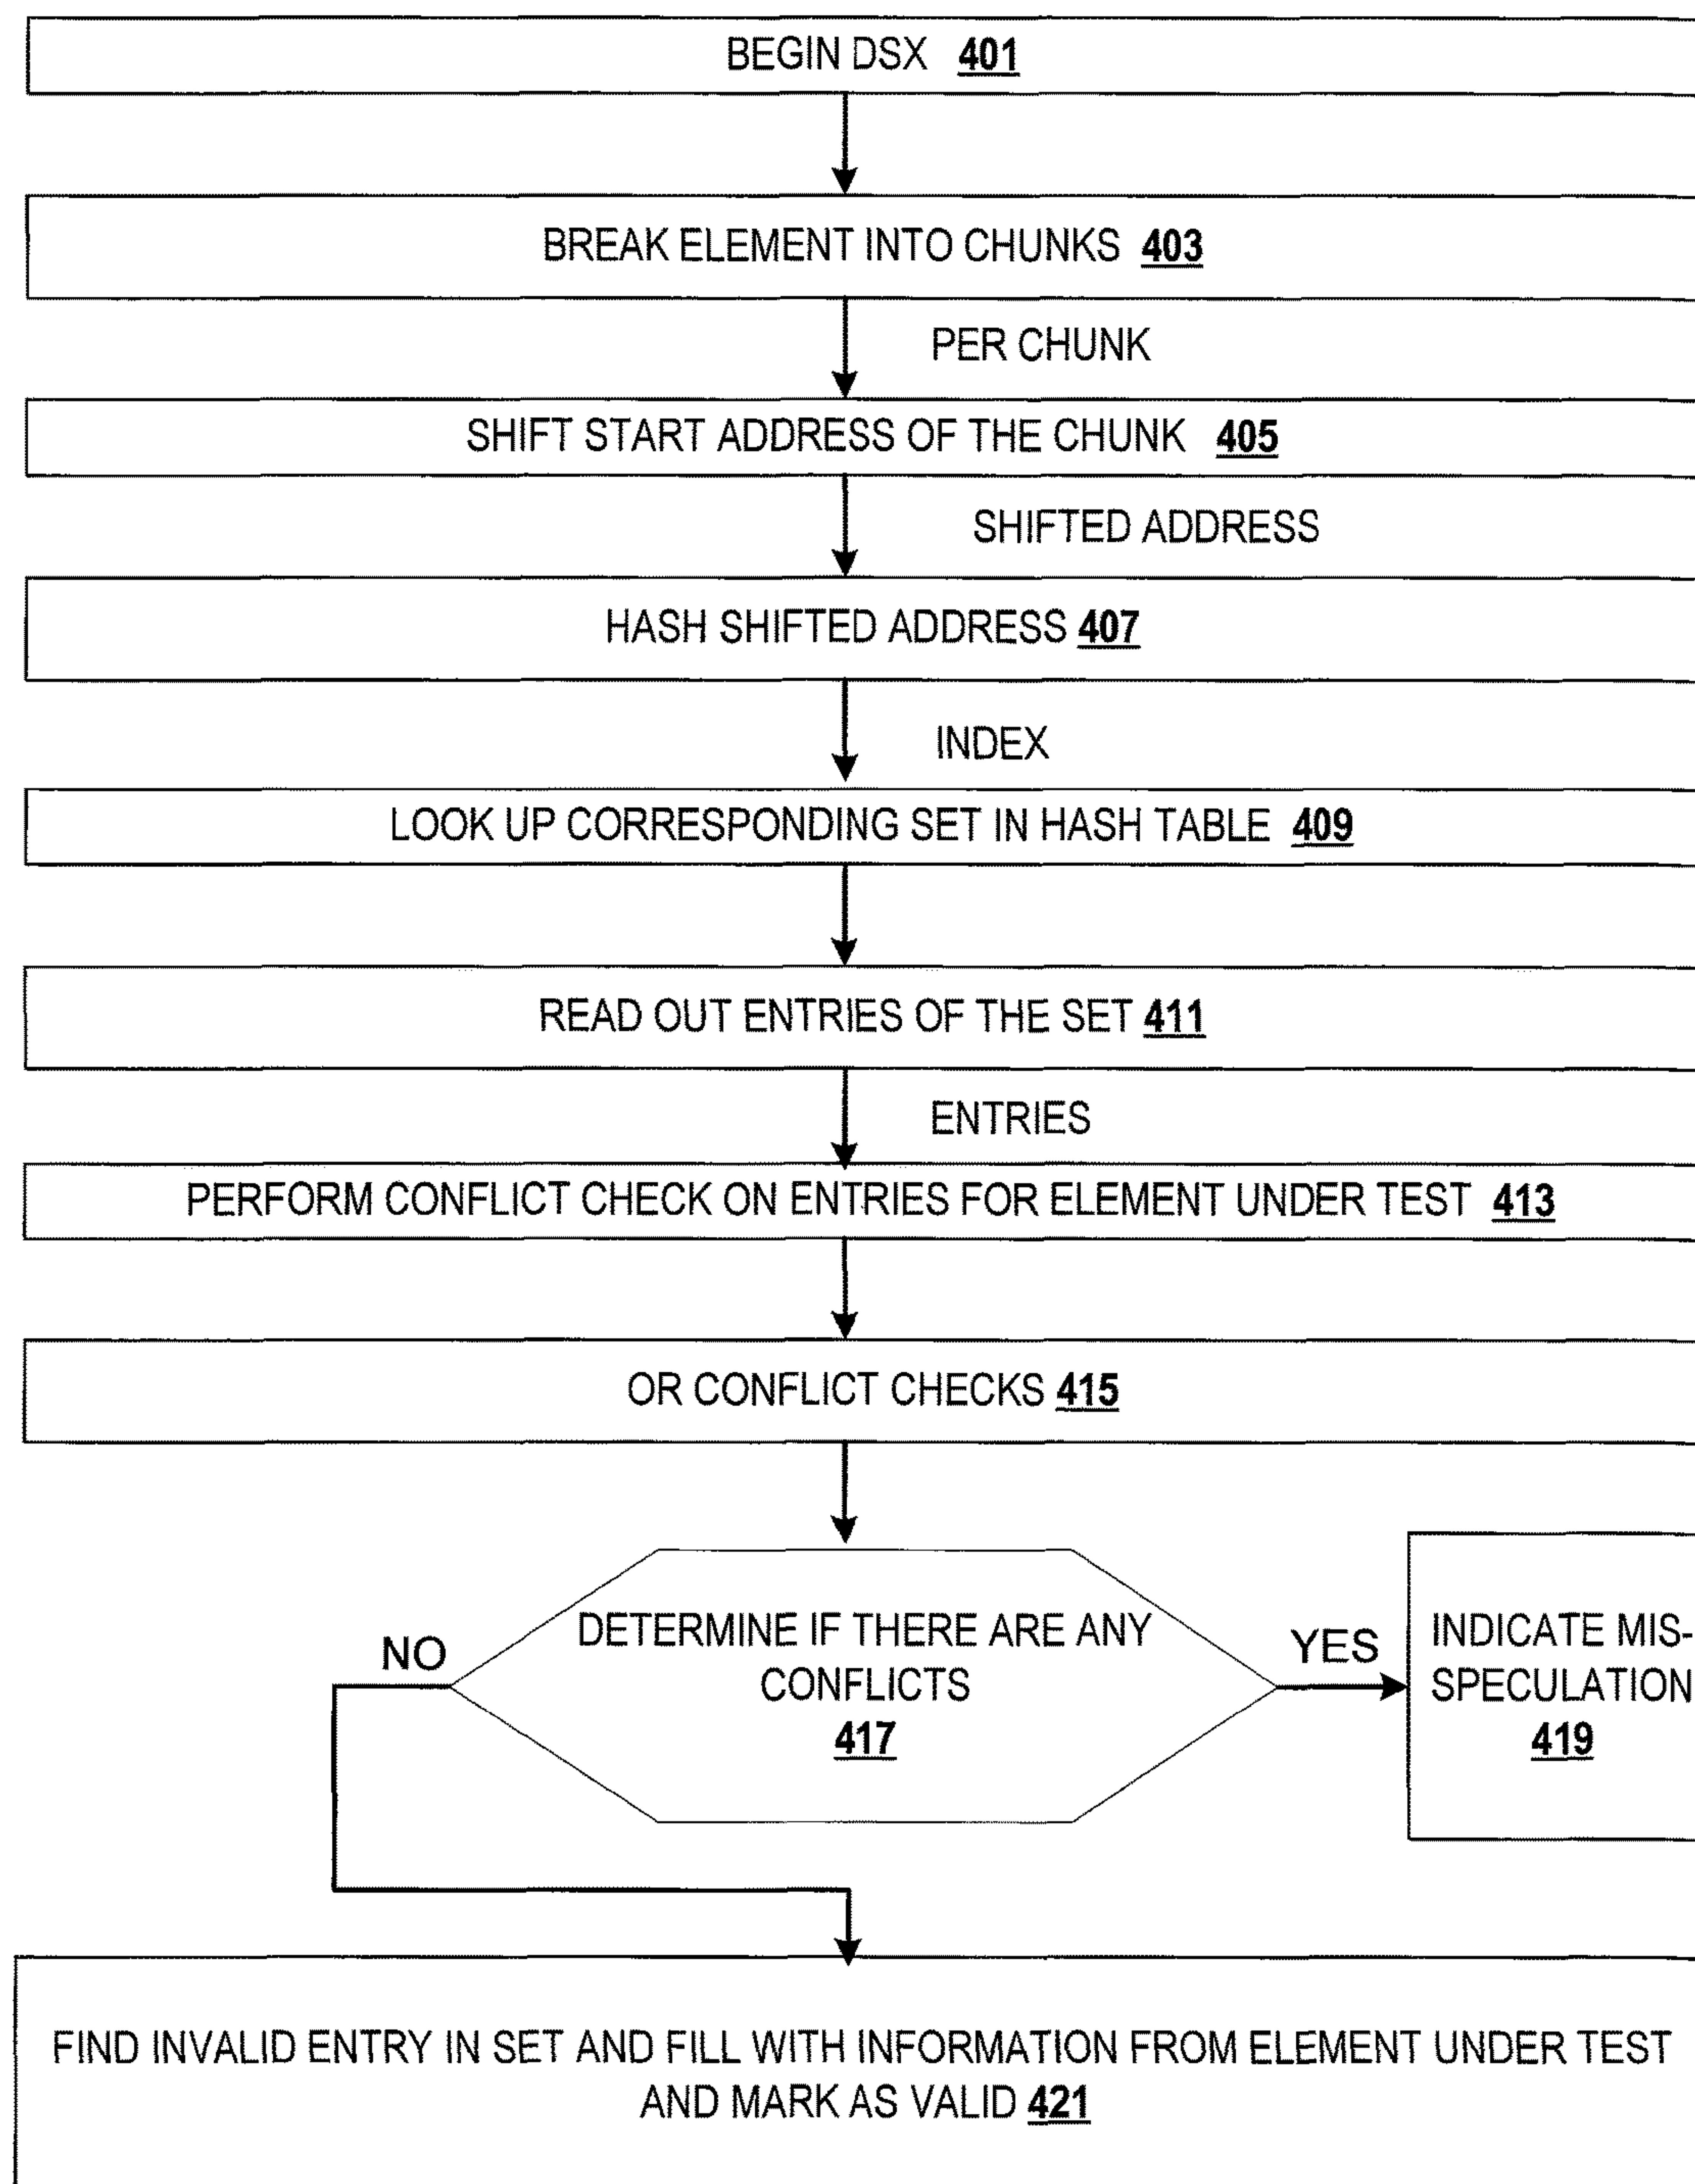 BEGIN DSX 401
BREAK ELEMENT INTO CHUNKS 403
PER CHUNK
SHIFT START ADDRESS OF THE CHUNK 405
SHIFTED ADDRESS
HASH SHIFTED ADDRESS 407
INDEX
LOOK UP CORRESPONDING SET IN HASH TABLE 409
READ OUT ENTRIES OF THE SET 411
ENTRIES
PERFORM CONFLICT CHECK ON ENTRIES FOR ELEMENT UNDER TEST 413
OR CONFLICT CHECKS 415
DETERMINE IF THERE ARE ANY
CONFLICTS
417
NO
YES
INDICATE MIS-
SPECULATION
419
FIND INVALID ENTRY IN SET AND FILL WITH INFORMATION FROM ELEMENT UNDER TEST
AND MARK AS VALID 421